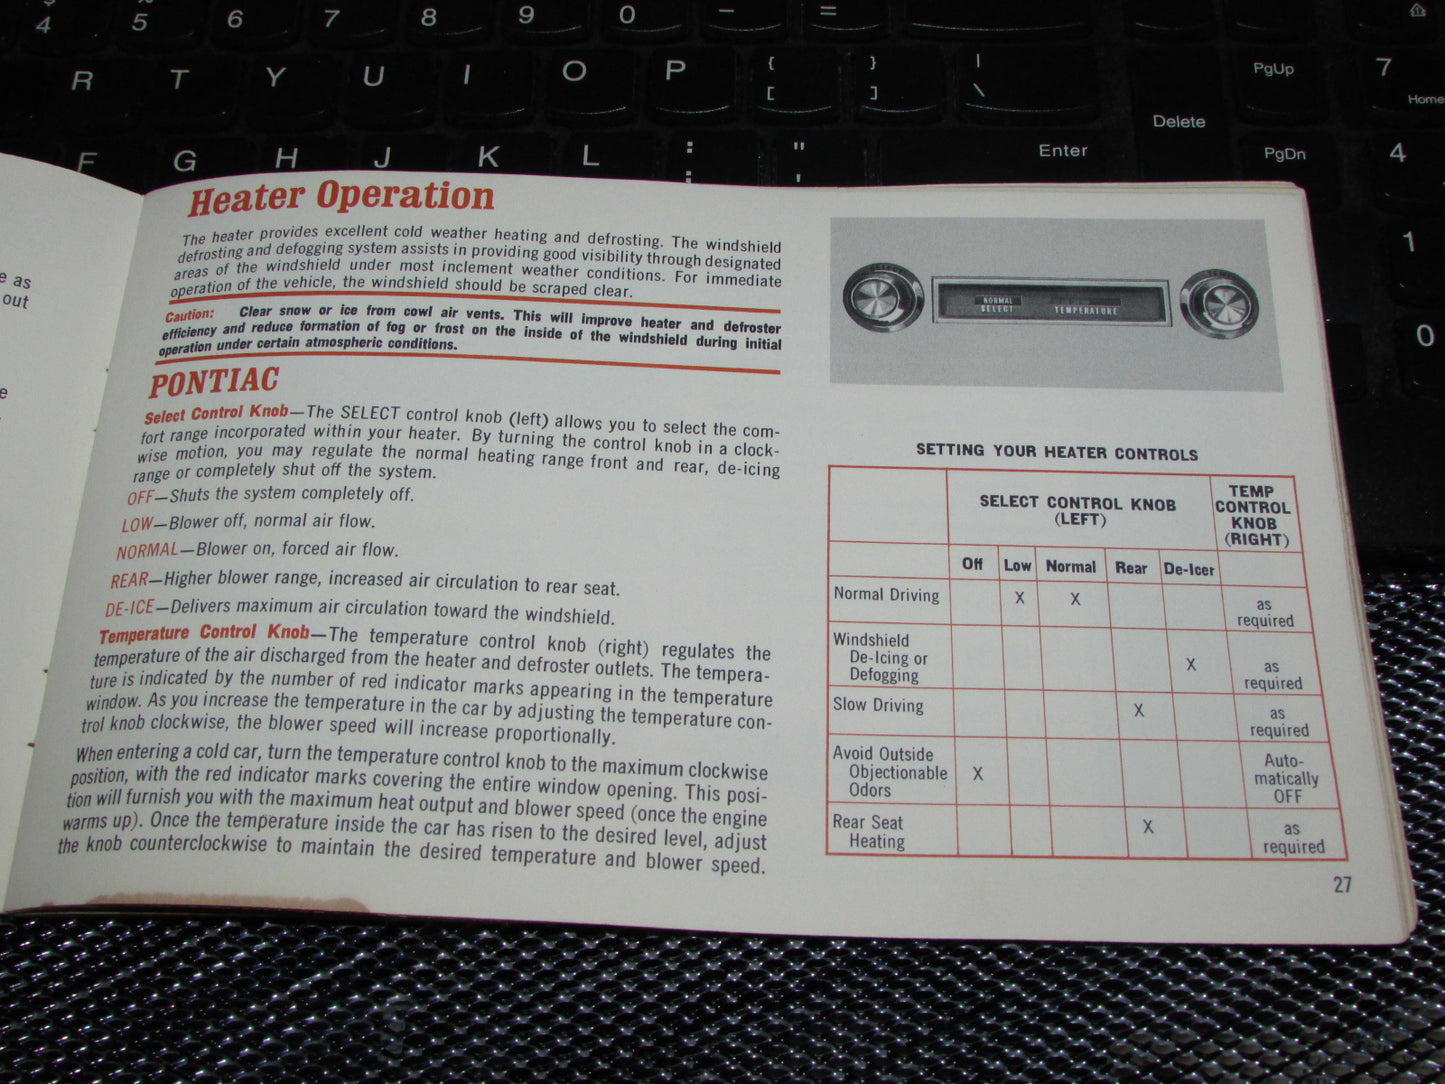 $ 4
% 5
6
7
8
9
0
–
=
R
T
Y
U
I
O
P
{ [
} ]
| \
Delete
PgUp
7 Home
F
G
H
J
K
L
: ;
" '
Enter
PgDn
4
1
0
e as
out
e
Heater Operation
The heater provides excellent cold weather heating and defrosting. The windshield
defrosting and defogging system assists in providing good visibility through designated
areas of the windshield under most inclement weather conditions. For immediate
operation of the vehicle, the windshield should be scraped clear.
Caution: Clear snow or ice from cowl air vents. This will improve heater and defroster
efficiency and reduce formation of fog or frost on the inside of the windshield during initial
operation under certain atmospheric conditions.
PONTIAC
Select Control Knob—The SELECT control knob (left) allows you to select the com-
fort range incorporated within your heater. By turning the control knob in a clock-
wise motion, you may regulate the normal heating range front and rear, de-icing
range or completely shut off the system.
OFF—Shuts the system completely off.
LOW—Blower off, normal air flow.
NORMAL—Blower on, forced air flow.
REAR—Higher blower range, increased air circulation to rear seat.
DE-ICE—Delivers maximum air circulation toward the windshield.
Temperature Control Knob—The temperature control knob (right) regulates the
temperature of the air discharged from the heater and defroster outlets. The tempera-
ture is indicated by the number of red indicator marks appearing in the temperature
window. As you increase the temperature in the car by adjusting the temperature con-
trol knob clockwise, the blower speed will increase proportionally.
When entering a cold car, turn the temperature control knob to the maximum clockwise
position, with the red indicator marks covering the entire window opening. This posi-
tion will furnish you with the maximum heat output and blower speed (once the engine
warms up). Once the temperature inside the car has risen to the desired level, adjust
the knob counterclockwise to maintain the desired temperature and blower speed.
SELECT
NORMAL
SELECT
TEMPERATURE
SETTING YOUR HEATER CONTROLS
SELECT CONTROL KNOB
(LEFT)
TEMP
CONTROL
KNOB
(RIGHT)
Off Low Normal Rear De-Icer
Normal Driving X X as
required
Windshield
De-Icing or
Defogging X as
required
Slow Driving X as
required
Avoid Outside
Objectionable
Odors X Auto-
matically
OFF
Rear Seat
Heating X as
required
27